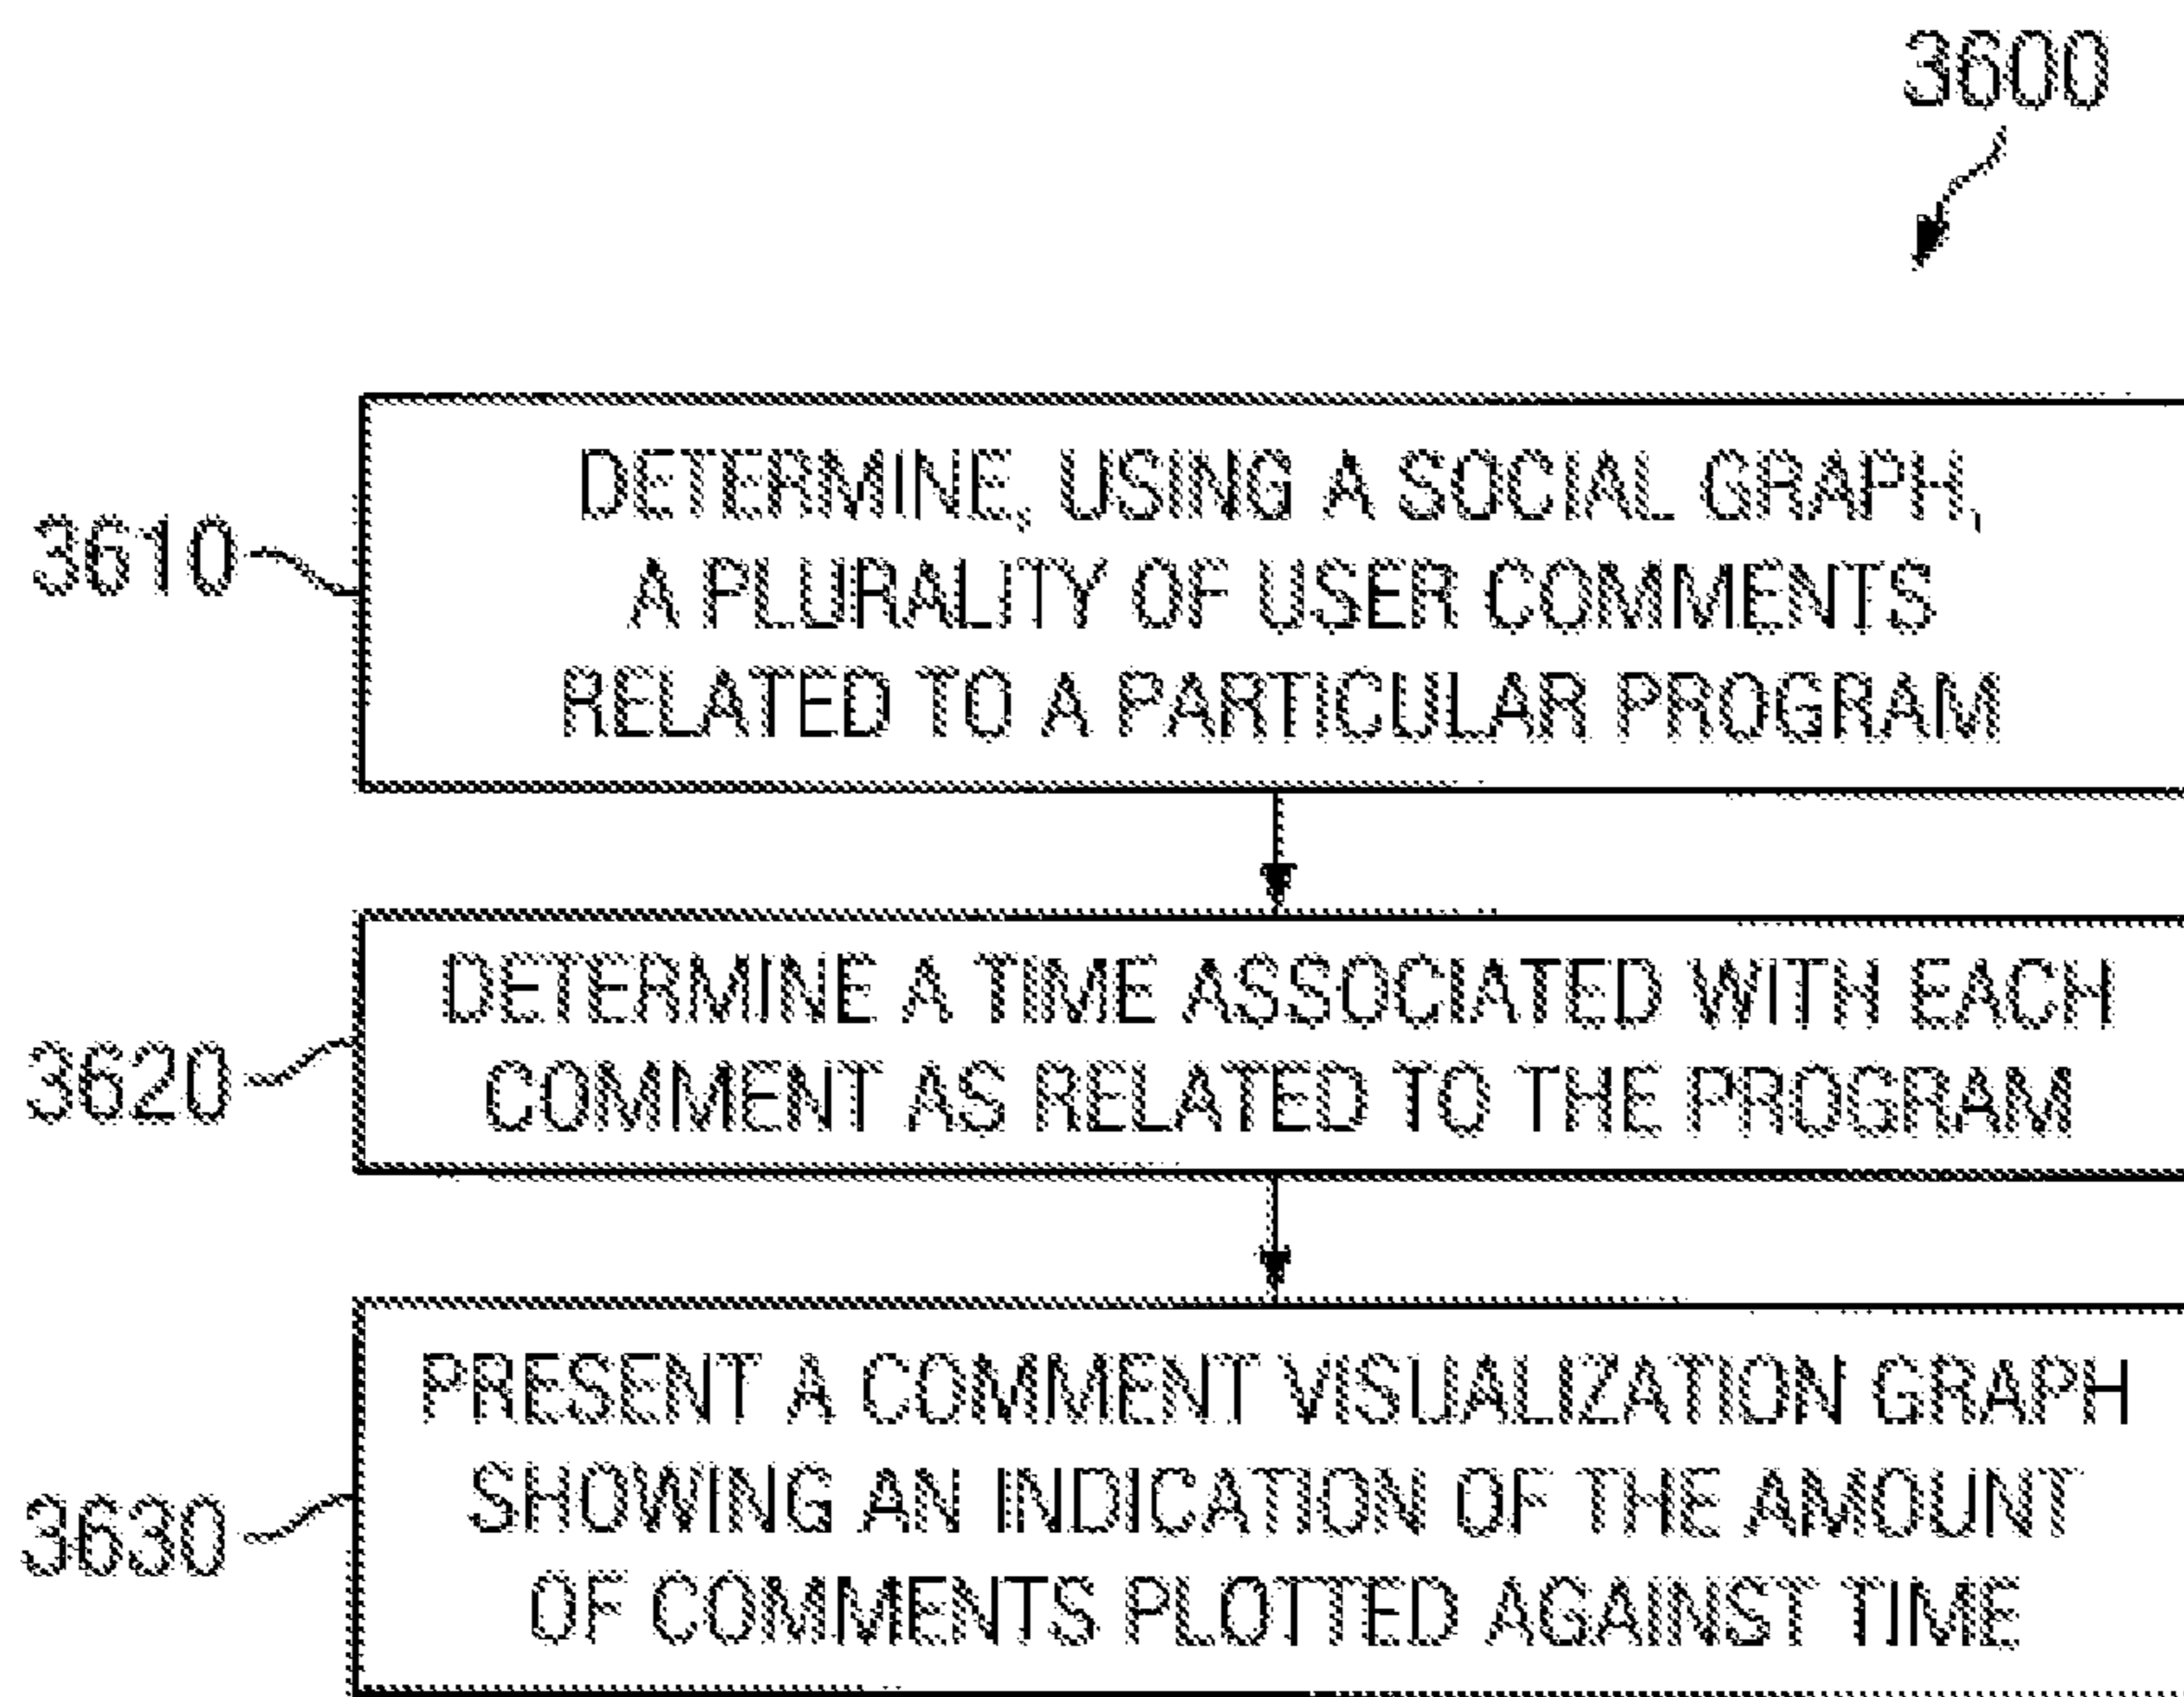 3600
3610
DETERMINE, USING A SOCIAL GRAPH,
A PLURALITY OF USER COMMENTS
RELATED TO A PARTICULAR PROGRAM
3620
DETERMINE A TIME ASSOCIATED WITH EACH
COMMENT AS RELATED TO THE PROGRAM
3630
PRESENT A COMMENT VISUALIZATION GRAPH
SHOWING AN INDICATION OF THE AMOUNT
OF COMMENTS PLOTTED AGAINST TIME